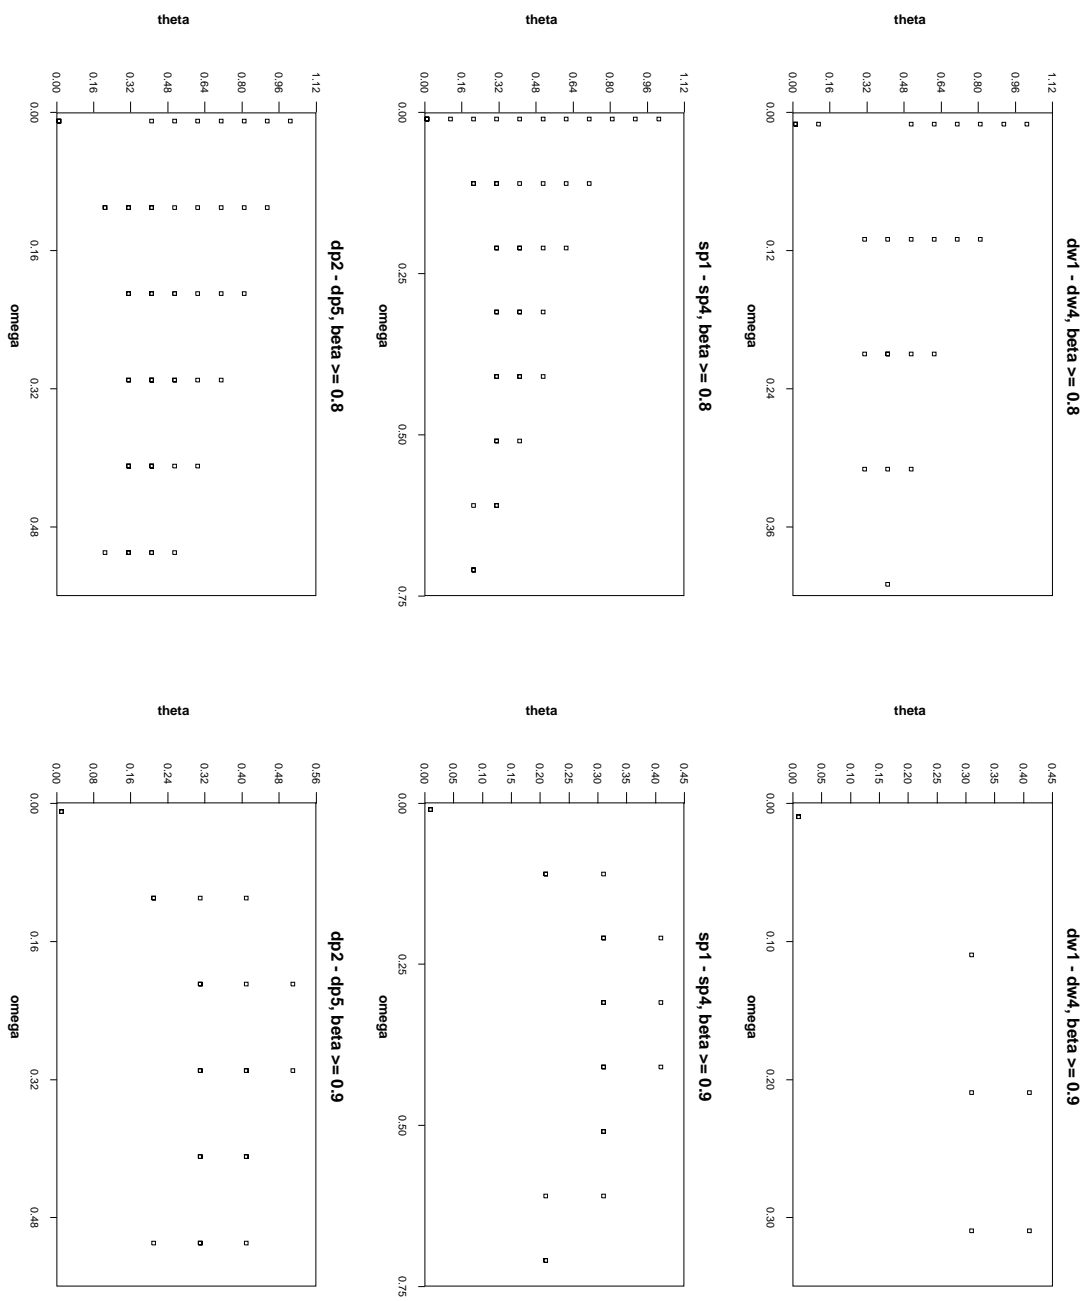 dw1 - dw4, beta >= 0.8
theta
1.12
0.96
0.80
0.64
0.48
0.32
0.16
0.00
0.00 0.12 0.24 0.36
omega
dw1 - dw4, beta >= 0.9
theta
0.45
0.40
0.35
0.30
0.25
0.20
0.15
0.10
0.05
0.00
0.00 0.10 0.20 0.30
omega
sp1 - sp4, beta >= 0.8
theta
1.12
0.96
0.80
0.64
0.48
0.32
0.16
0.00
0.00 0.25 0.50 0.75
omega
sp1 - sp4, beta >= 0.9
theta
0.45
0.40
0.35
0.30
0.25
0.20
0.15
0.10
0.05
0.00
0.00 0.25 0.50 0.75
omega
dp2 - dp5, beta >= 0.8
theta
1.12
0.96
0.80
0.64
0.48
0.32
0.16
0.00
0.00 0.16 0.32 0.48
omega
dp2 - dp5, beta >= 0.9
theta
0.56
0.48
0.40
0.32
0.24
0.16
0.08
0.00
0.00 0.16 0.32 0.48
omega